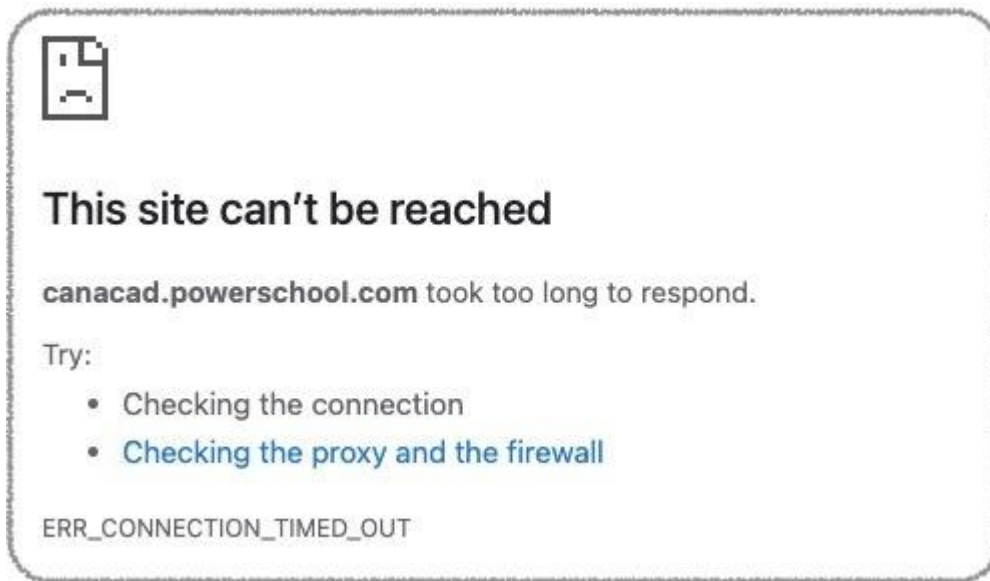 This site can’t be reached
canacad.powerschool.com took too long to respond.
Try:
• Checking the connection
• Checking the proxy and the firewall
ERR_CONNECTION_TIMED_OUT